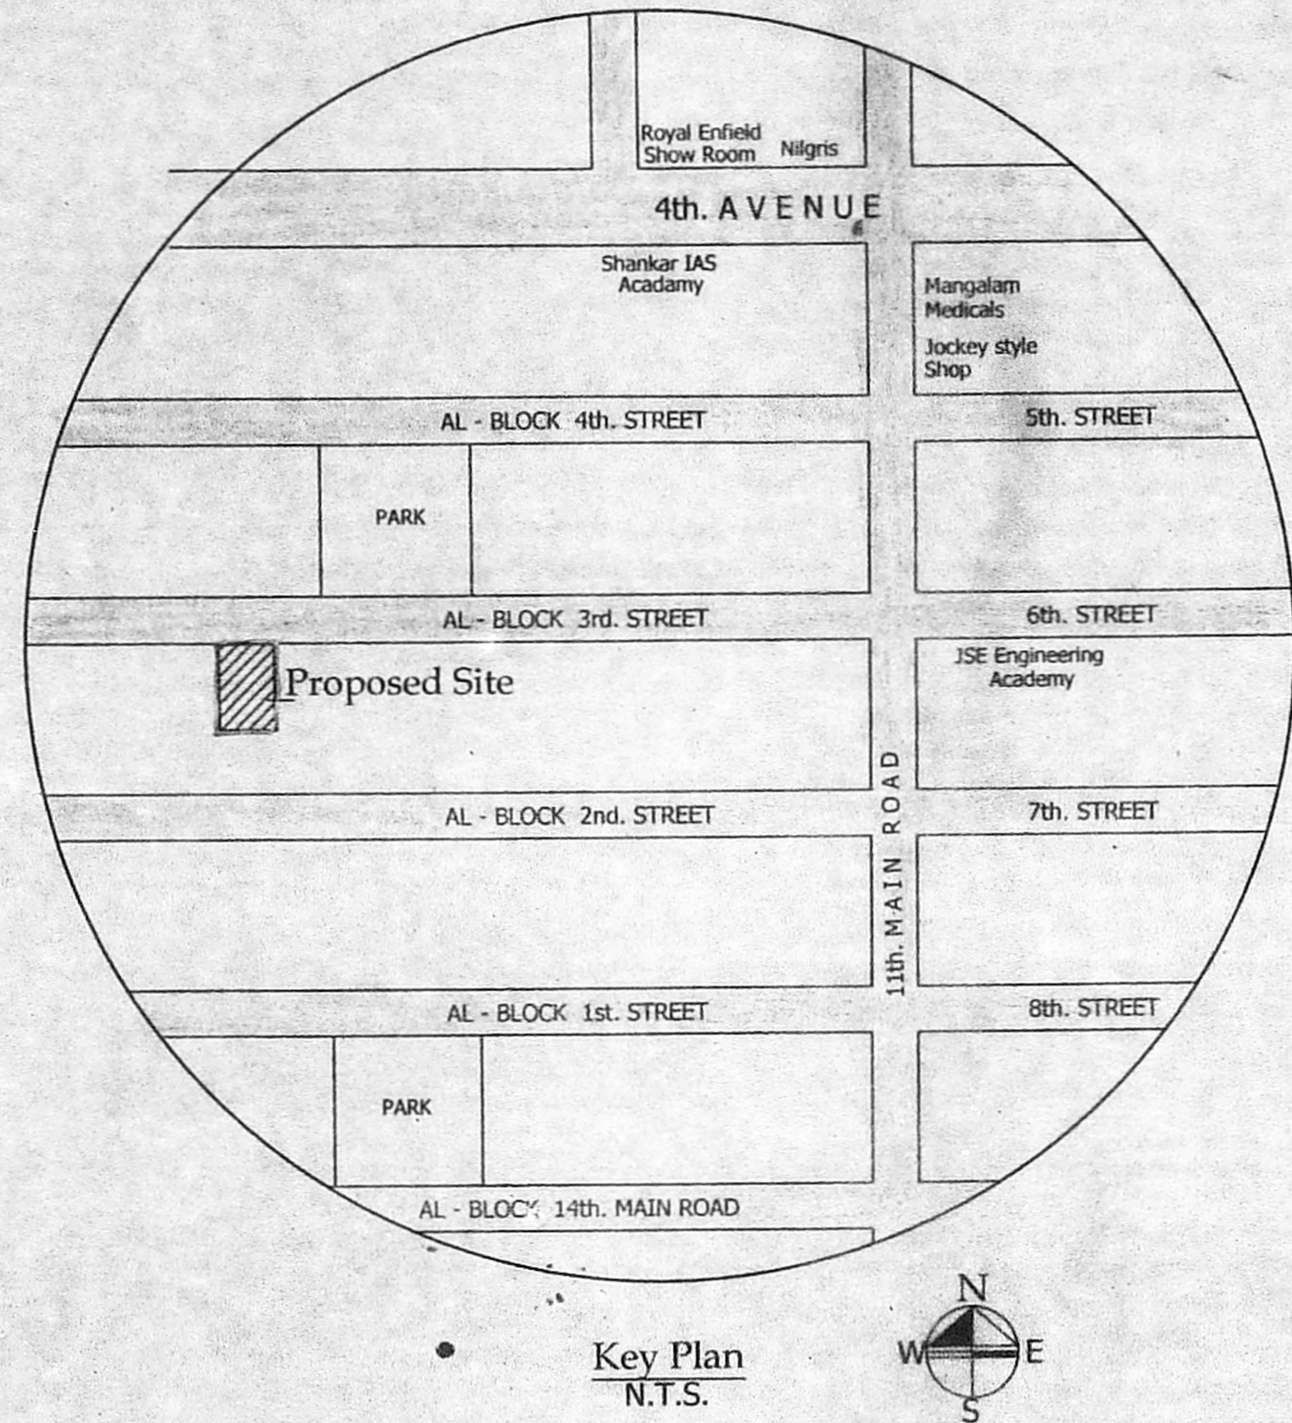 Royal Enfield
Show Room
Nilgris
4th. AVENUE
Shankar IAS
Acadamy
Mangalam
Medicals
Jockey style
Shop
AL - BLOCK 4th. STREET
5th. STREET
PARK
AL - BLOCK 3rd. STREET
6th. STREET
JSE Engineering
Academy
Proposed Site
AL - BLOCK 2nd. STREET
7th. STREET
11th. MAIN ROAD
AL - BLOCK 1st. STREET
8th. STREET
PARK
AL - BLOCK 14th. MAIN ROAD
Key Plan
N.T.S.
N
W
E
S